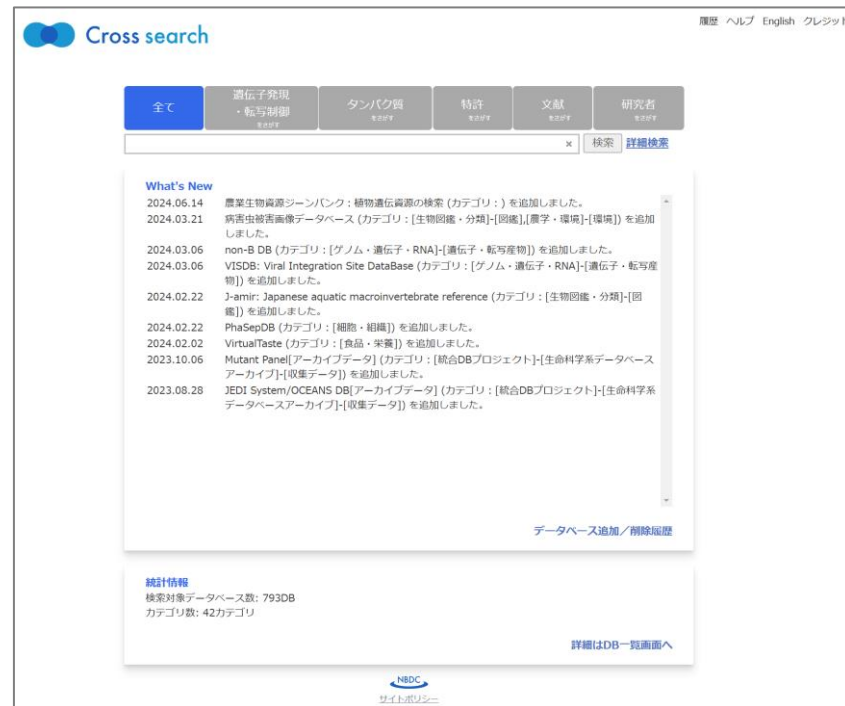 履歴 ヘルプ English クレジット
Cross search
全て
遺伝子発現
・転写制御
をさがす
タンパク質
をさがす
特許
をさがす
文献
をさがす
研究者
をさがす
× 検索 詳細検索
What's New
2024.06.14 農業生物資源ジーンバンク：植物遺伝資源の検索 (カテゴリ：) を追加しました。
2024.03.21 病害虫被害画像データベース (カテゴリ：[生物図鑑・分類]-[図鑑],[農学・環境]-[環境]) を追加
しました。
2024.03.06 non-B DB (カテゴリ：[ゲノム・遺伝子・RNA]-[遺伝子・転写産物]) を追加しました。
2024.03.06 VISDB: Viral Integration Site DataBase (カテゴリ：[ゲノム・遺伝子・RNA]-[遺伝子・転写産
物]) を追加しました。
2024.02.22 J-amir: Japanese aquatic macroinvertebrate reference (カテゴリ：[生物図鑑・分類]-[図
鑑]) を追加しました。
2024.02.22 PhaSepDB (カテゴリ：[細胞・組織]) を追加しました。
2024.02.02 VirtualTaste (カテゴリ：[食品・栄養]) を追加しました。
2023.10.06 Mutant Panel[アーカイブデータ] (カテゴリ：[統合DBプロジェクト]-[生命科学系データベース
アーカイブ]-[収集データ]) を追加しました。
2023.08.28 JEDI System/OCEANS DB[アーカイブデータ] (カテゴリ：[統合DBプロジェクト]-[生命科学系
データベースアーカイブ]-[収集データ]) を追加しました。
データベース追加／削除履歴
統計情報
検索対象データベース数: 793DB
カテゴリ数: 42カテゴリ
詳細はDB一覧画面へ
NBDC
サイトポリシー